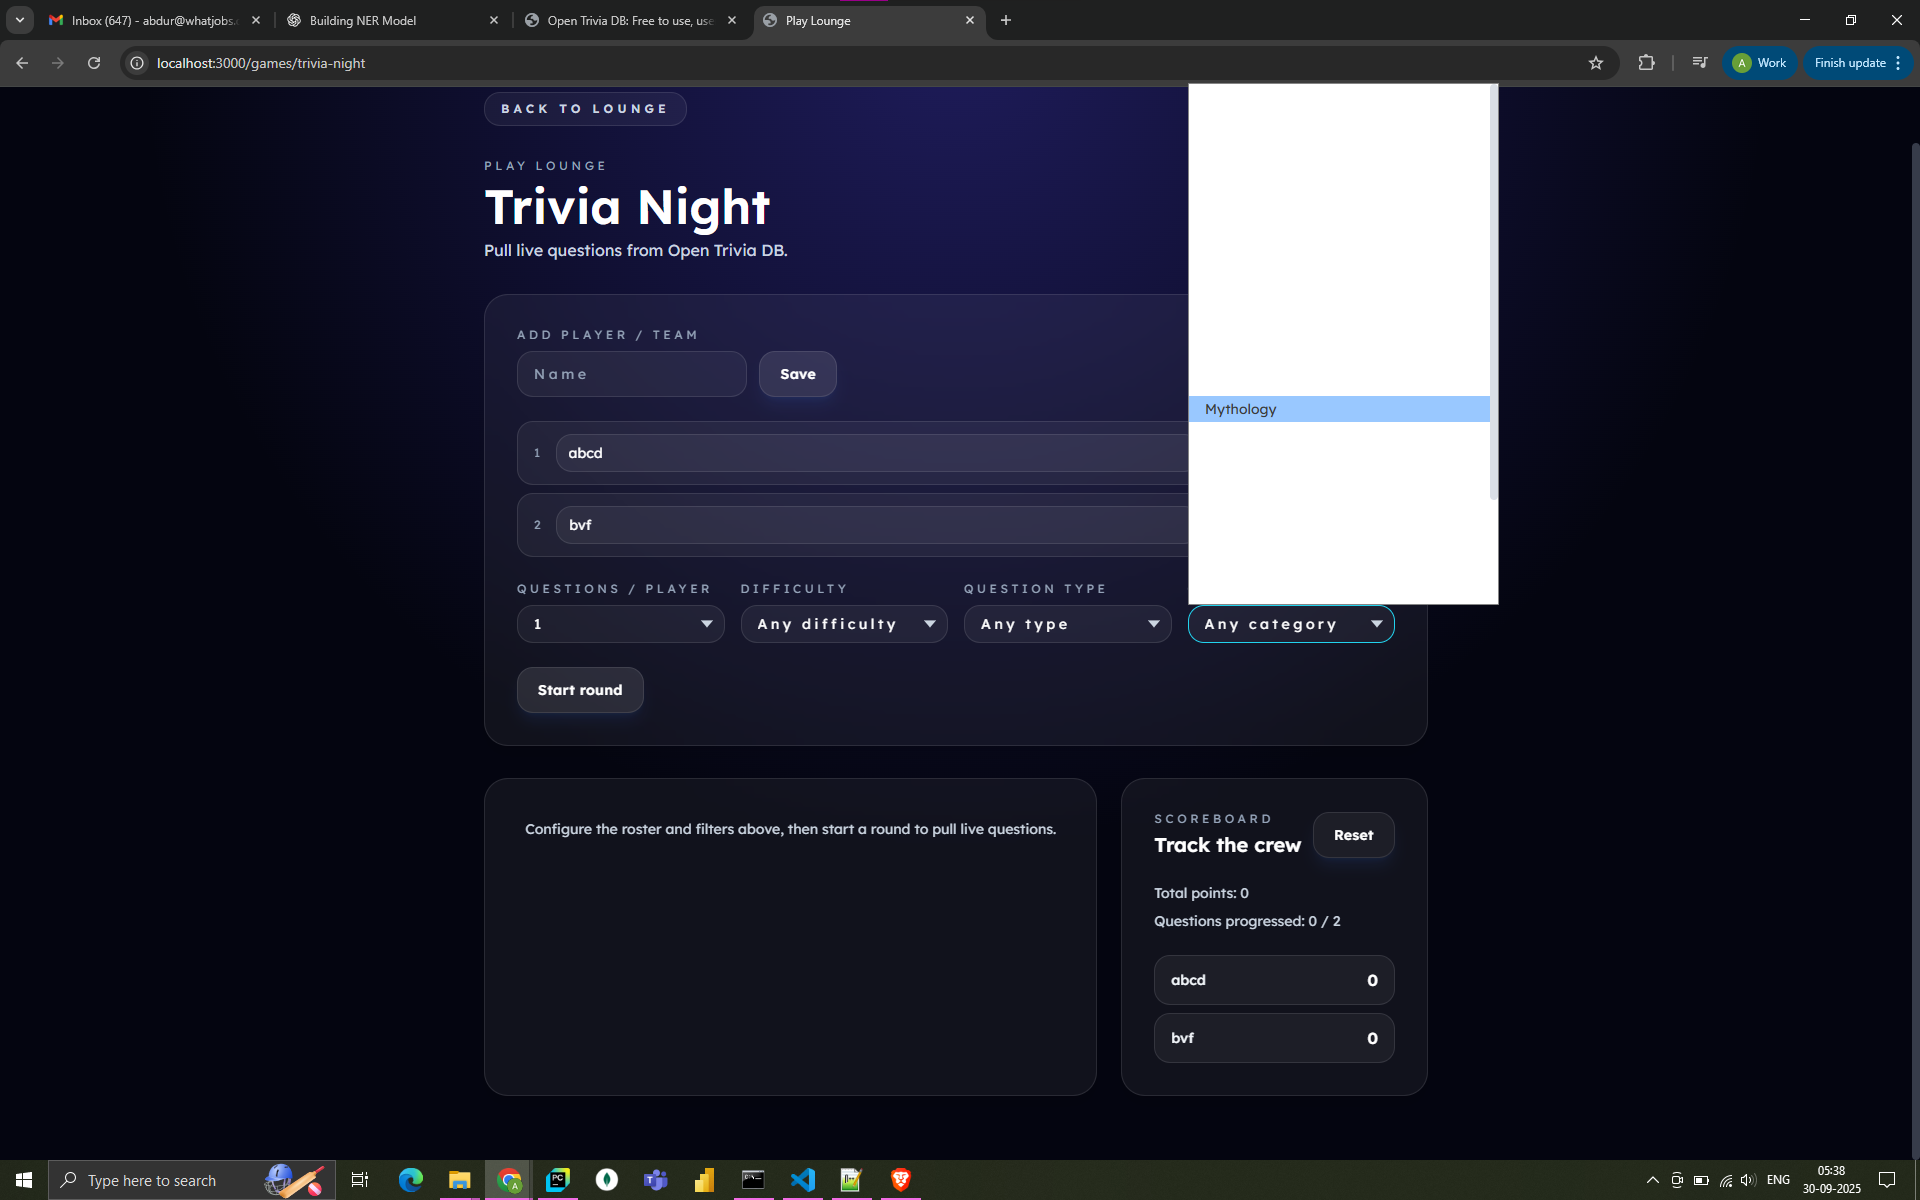 Inbox (647) - abdur@whatjobs.
Building NER Model
Open Trivia DB: Free to use, use
Play Lounge
localhost:3000/games/trivia-night
A
Work
Finish update
BACK TO LOUNGE
PLAY LOUNGE
Trivia Night
Pull live questions from Open Trivia DB.
ADD PLAYER / TEAM
Name
Save
Mythology
1
abcd
2
bvf
QUESTIONS / PLAYER
DIFFICULTY
QUESTION TYPE
1
Any difficulty
Any type
Any category
Start round
Configure the roster and filters above, then start a round to pull live questions.
SCOREBOARD
Track the crew
Reset
Total points: 0
Questions progressed: 0 / 2
abcd
0
bvf
0
Type here to search
ENG
05:38
30-09-2025